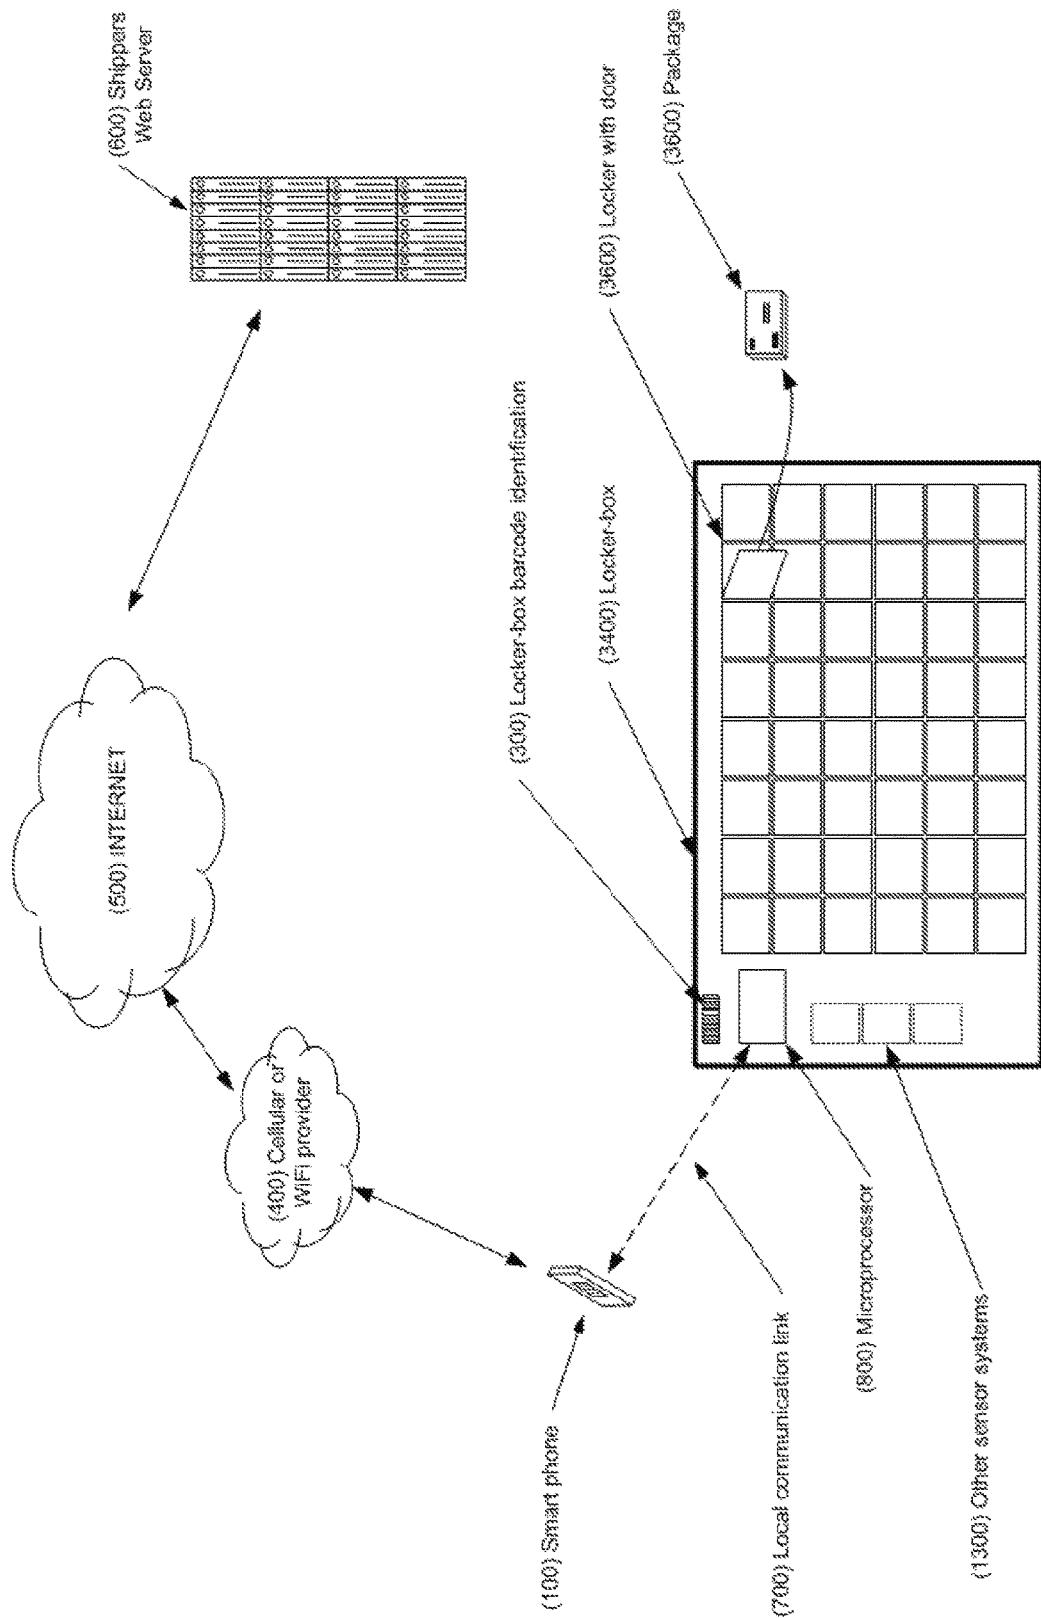 (500) INTERNET
(600) Shippers
Web Server
(400) Cellular or
WiFi provider
(300) Locker-box barcode identification
(100) Smart phone
(3400) Locker-box
(3600) Locker with door
(3600) Package
(700) Local communication link
(800) Microprocessor
(1300) Other sensor systems